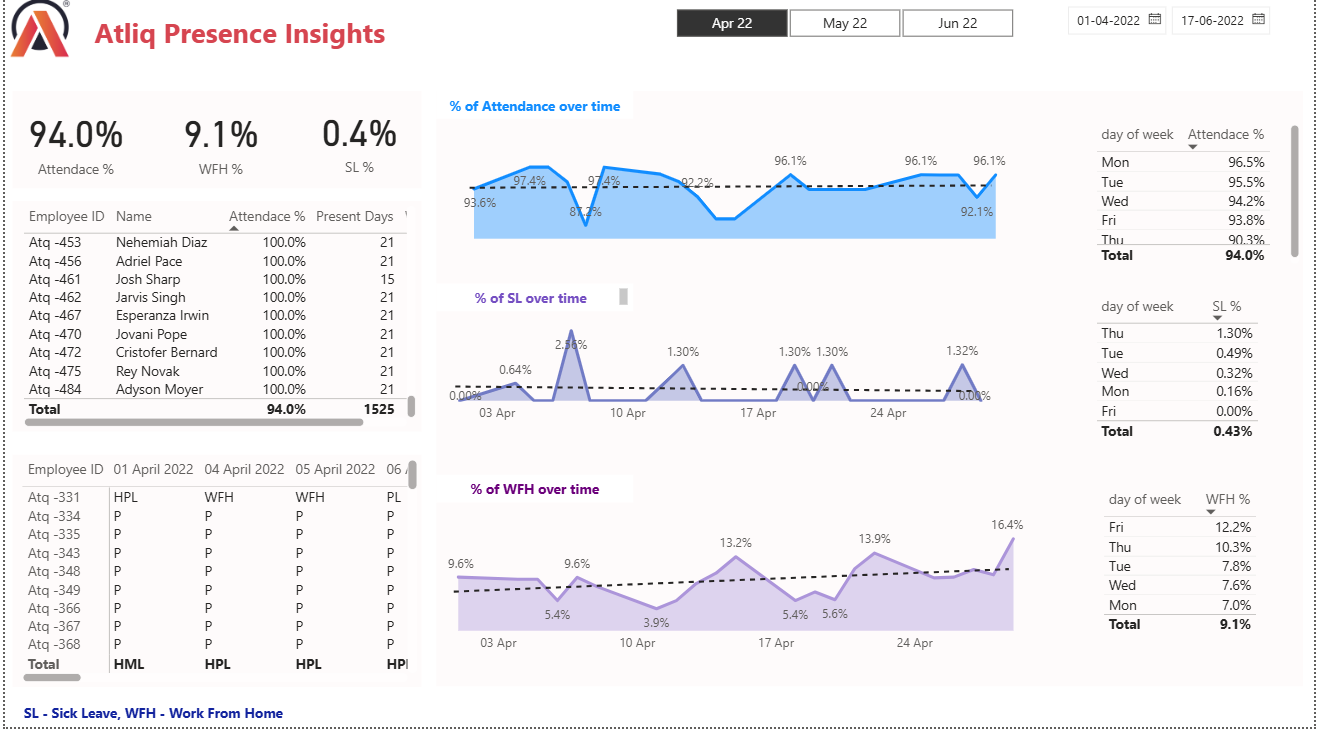 ®
Atliq Presence Insights
Apr 22 May 22 Jun 22
01-04-2022 17-06-2022
94.0% 9.1% 0.4%
Attendace % WFH % SL %
Employee ID Name Attendace % Present Days
Atq -453 Nehemiah Diaz 100.0% 21
Atq -456 Adriel Pace 100.0% 21
Atq -461 Josh Sharp 100.0% 15
Atq -462 Jarvis Singh 100.0% 21
Atq -467 Esperanza Irwin 100.0% 21
Atq -470 Jovani Pope 100.0% 21
Atq -472 Cristofer Bernard 100.0% 21
Atq -475 Rey Novak 100.0% 21
Atq -484 Adyson Moyer 100.0% 21
Total 94.0% 1525
Employee ID 01 April 2022 04 April 2022 05 April 2022 06
Atq -331 HPL WFH WFH PL
Atq -334 P P P P
Atq -335 P P P P
Atq -343 P P P P
Atq -348 P P P P
Atq -349 P P P P
Atq -366 P P P P
Atq -367 P P P P
Atq -368 P P P P
Total HML HPL HPL
SL - Sick Leave, WFH - Work From Home
% of Attendance over time
93.6% 97.4% 87.2% 97.4% 92.2% 96.1% 96.1% 92.1% 96.1%
% of SL over time
0.00% 0.64% 2.56% 1.30% 1.30% 0.00% 1.30% 1.32% 0.00%
03 Apr 10 Apr 17 Apr 24 Apr
% of WFH over time
9.6% 5.4% 9.6% 3.9% 13.2% 5.4% 5.6% 13.9% 16.4%
03 Apr 10 Apr 17 Apr 24 Apr
day of week Attendace %
Mon 96.5%
Tue 95.5%
Wed 94.2%
Fri 93.8%
Thu 90.3%
Total 94.0%
day of week SL %
Thu 1.30%
Tue 0.49%
Wed 0.32%
Mon 0.16%
Fri 0.00%
Total 0.43%
day of week WFH %
Fri 12.2%
Thu 10.3%
Tue 7.8%
Wed 7.6%
Mon 7.0%
Total 9.1%